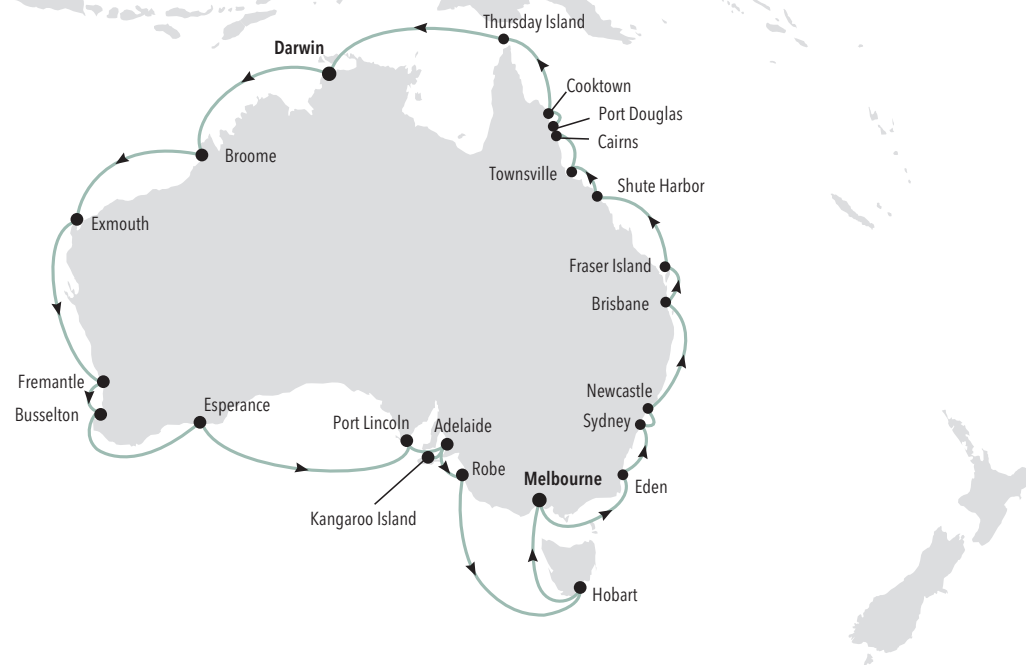 Thursday Island
Darwin
Cooktown
Port Douglas
Cairns
Broome
Townsville
Shute Harbor
Exmouth
Fraser Island
Brisbane
Fremantle
Newcastle
Busselton
Esperance
Port Lincoln
Adelaide
Sydney
Robe
Melbourne
Eden
Kangaroo Island
Hobart